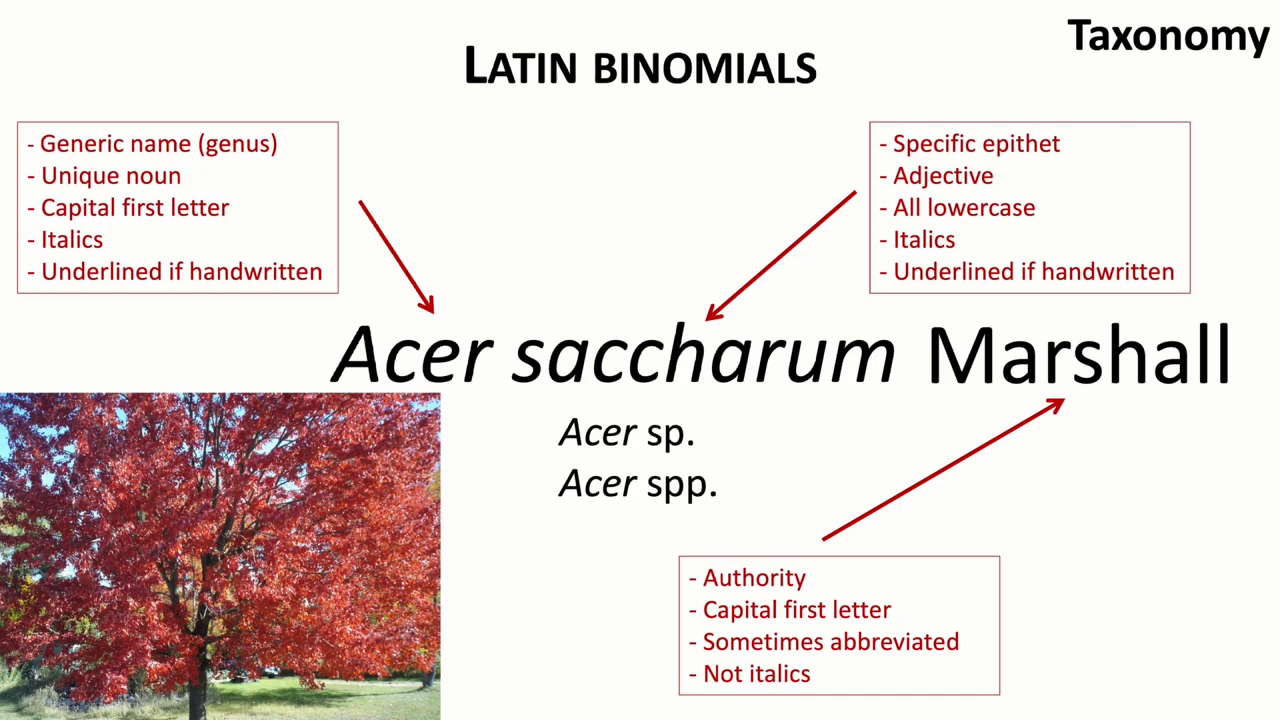 Taxonomy
LATIN BINOMIALS
- Generic name (genus)
- Unique noun
- Capital first letter
- Italics
- Underlined if handwritten
- Specific epithet
- Adjective
- All lowercase
- Italics
- Underlined if handwritten
Acer saccharum Marshall
Acer sp.
Acer spp.
- Authority
- Capital first letter
- Sometimes abbreviated
- Not italics